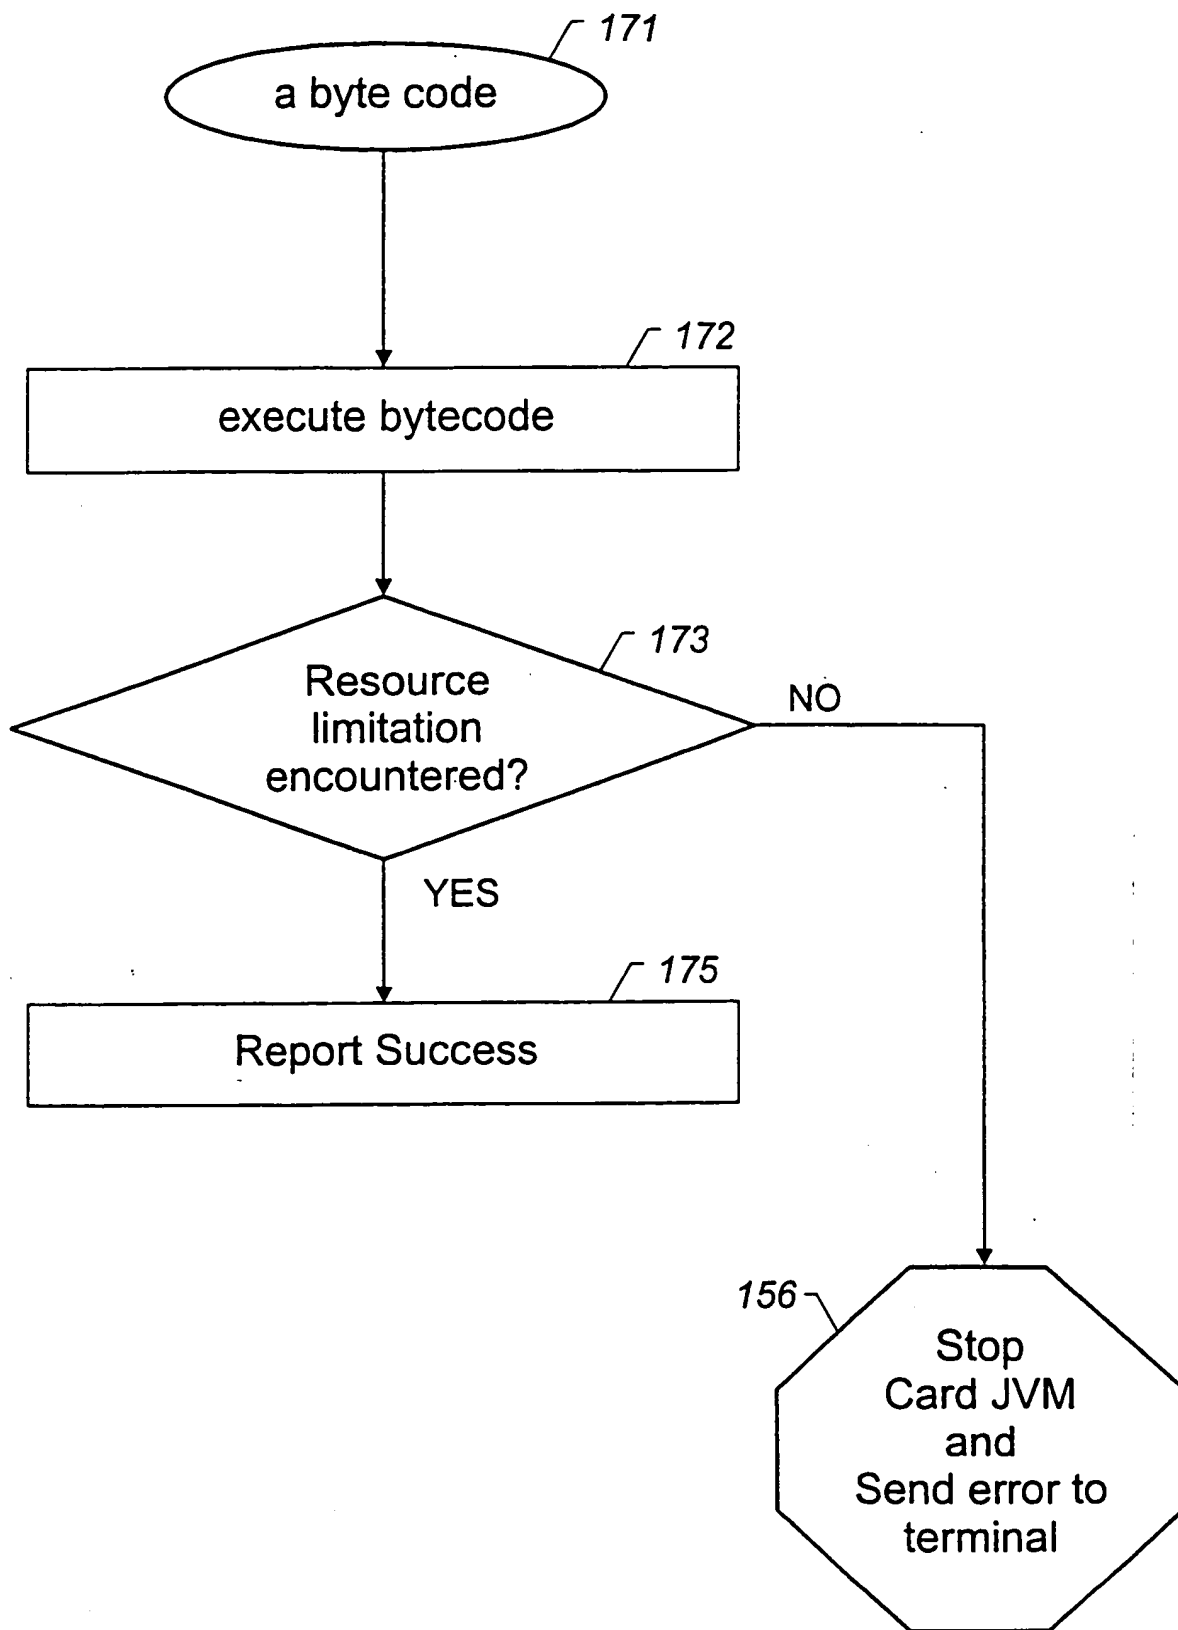 171
a byte code
172
execute bytecode
173
Resource
limitation
encountered?
NO
YES
175
Report Success
156
Stop
Card JVM
and
Send error to
terminal